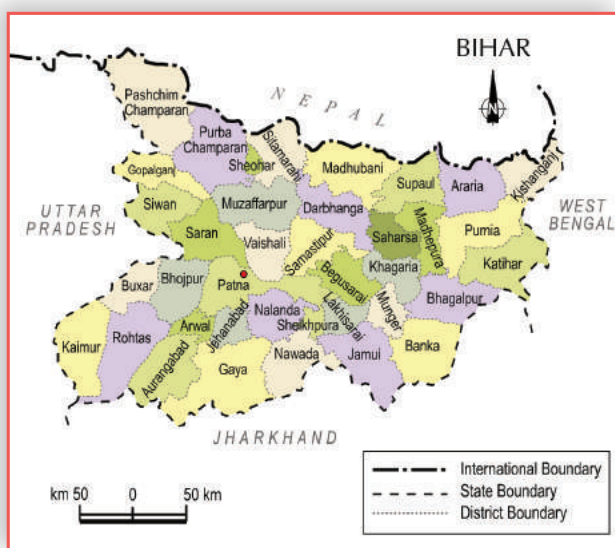 BIHAR
NEPAL
Pashchim
Champaran
Purba
Champaran
Sheohar
Sitamarahi
Gopalganj
Madhubani
Supaul
Araria
Kishanganj
UTTAR
PRADESH
WEST
BENGAL
Siwan
Muzaffarpur
Darbhanga
Saran
Vaishali
Samastipur
Saharsa
Madhepura
Purnia
Katihar
Khagaria
Begusarai
Buxar
Bhojpur
Patna
Nalanda
Sheikhpura
Lakhisarai
Munger
Bhagalpur
Kaimur
Rohtas
Arwal
Jehanabad
Aurangabad
Gaya
Nawada
Jamui
Banka
JHARKHAND
International Boundary
State Boundary
District Boundary
km 50 0 50 km